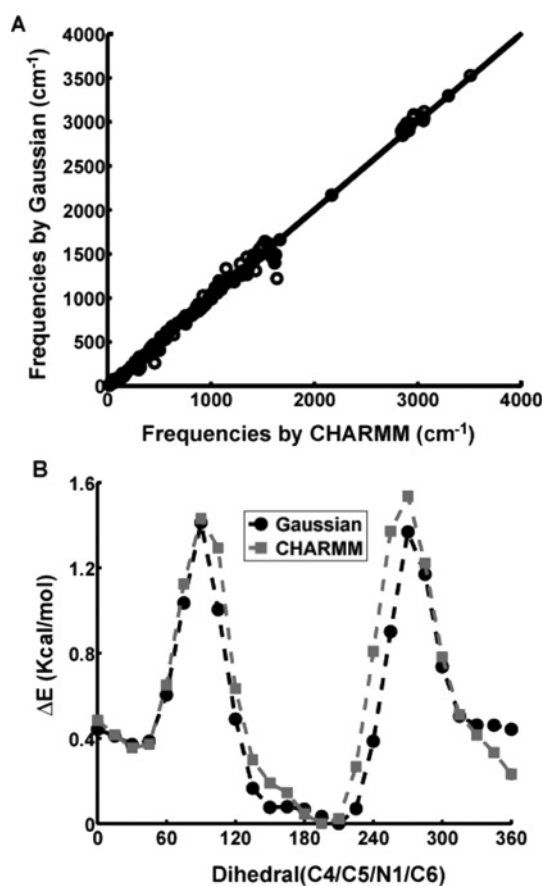 A
4000
3500
3000
2500
2000
1500
1000
500
0
0 1000 2000 3000 4000
Frequencies by Gaussian (cm-1)
Frequencies by CHARMM (cm-1)
B
1.6
1.2
0.8
0.4
0
0 60 120 180 240 300 360
Gaussian
CHARMM
ΔE (Kcal/mol)
Dihedral(C4/C5/N1/C6)